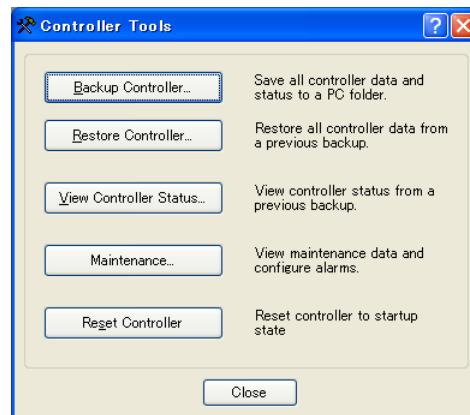 Controller Tools
Backup Controller...
Save all controller data and
status to a PC folder.
Restore Controller...
Restore all controller data from
a previous backup.
View Controller Status...
View controller status from a
previous backup.
Maintenance...
View maintenance data and
configure alarms.
Reset Controller
Reset controller to startup
state
Close